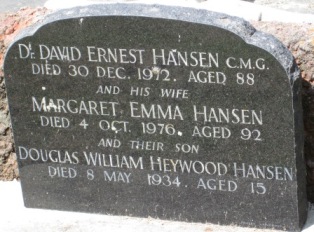 DR. DAVID ERNEST HANSEN C.M.G.
DIED 30 DEC. 1972. AGED 88
AND HIS WIFE
MARGARET EMMA HANSEN
DIED 4 OCT. 1976. AGED 92
AND THEIR SON
DOUGLAS WILLIAM HEYWOOD HANSEN
DIED 8 MAY 1934. AGED 15